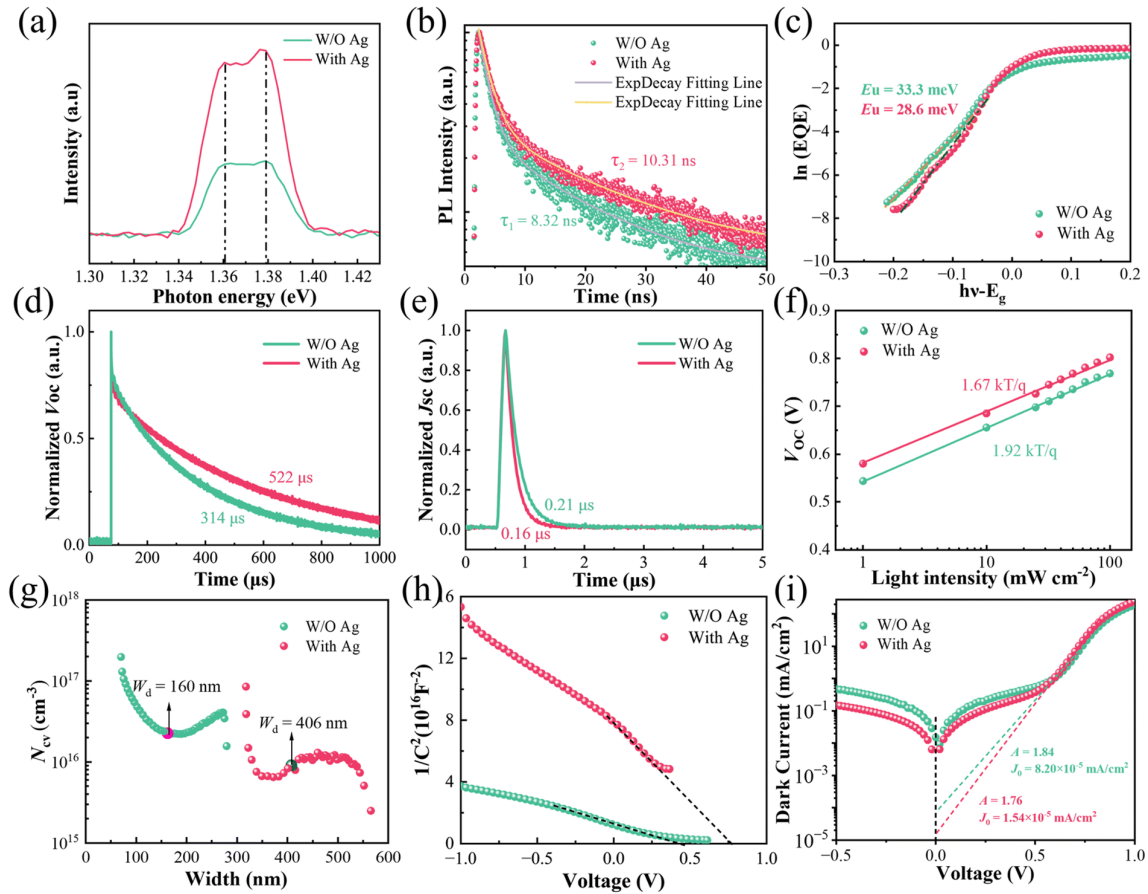 (a)
W/O Ag
With Ag
Intensity (a.u)
1.30 1.35 1.36 1.38 1.40 1.42
Photon energy (eV)
(b)
W/O Ag
With Ag
ExpDecay Fitting Line
ExpDecay Fitting Line
τ2 = 10.31 ns
τ1 = 8.32 ns
PL Intensity (a.u.)
0 10 20 30 40 50
Time (ns)
(c)
Eu = 33.3 meV
Eu = 28.6 meV
W/O Ag
With Ag
ln (EQE)
0
−2
−4
−6
−8
−10
−0.3 −0.2 −0.1 0.0 0.1 0.2
hν-Eg
(d)
W/O Ag
With Ag
522 μs
314 μs
Normalized Voc (a.u.)
1.0
0.5
0.0
0 200 400 600 800 1000
Time (μs)
(e)
W/O Ag
With Ag
0.21 μs
0.16 μs
Normalized Jsc (a.u.)
1.0
0.5
0.0
0 1 2 3 4 5
Time (μs)
(f)
W/O Ag
With Ag
1.67 kT/q
1.92 kT/q
VOC (V)
0.9
0.8
0.7
0.6
0.5
0.4
1 10 100
Light intensity (mW cm-2)
(g)
W/O Ag
With Ag
Wd = 160 nm
Wd = 406 nm
Ncv (cm-3)
10^18
10^17
10^16
10^15
0 100 200 300 400 500 600
Width (nm)
(h)
W/O Ag
With Ag
1/C^2(10^16F-2)
16
12
8
4
0
−1.0 −0.5 0.0 0.5 1.0
Voltage (V)
(i)
W/O Ag
With Ag
A = 1.84
J0 = 8.20×10-5 mA/cm2
A = 1.76
J0 = 1.54×10-5 mA/cm2
Dark Current (mA/cm2)
10^1
10^-1
10^-3
10^-5
−0.5 0.0 0.5 1.0
Voltage (V)